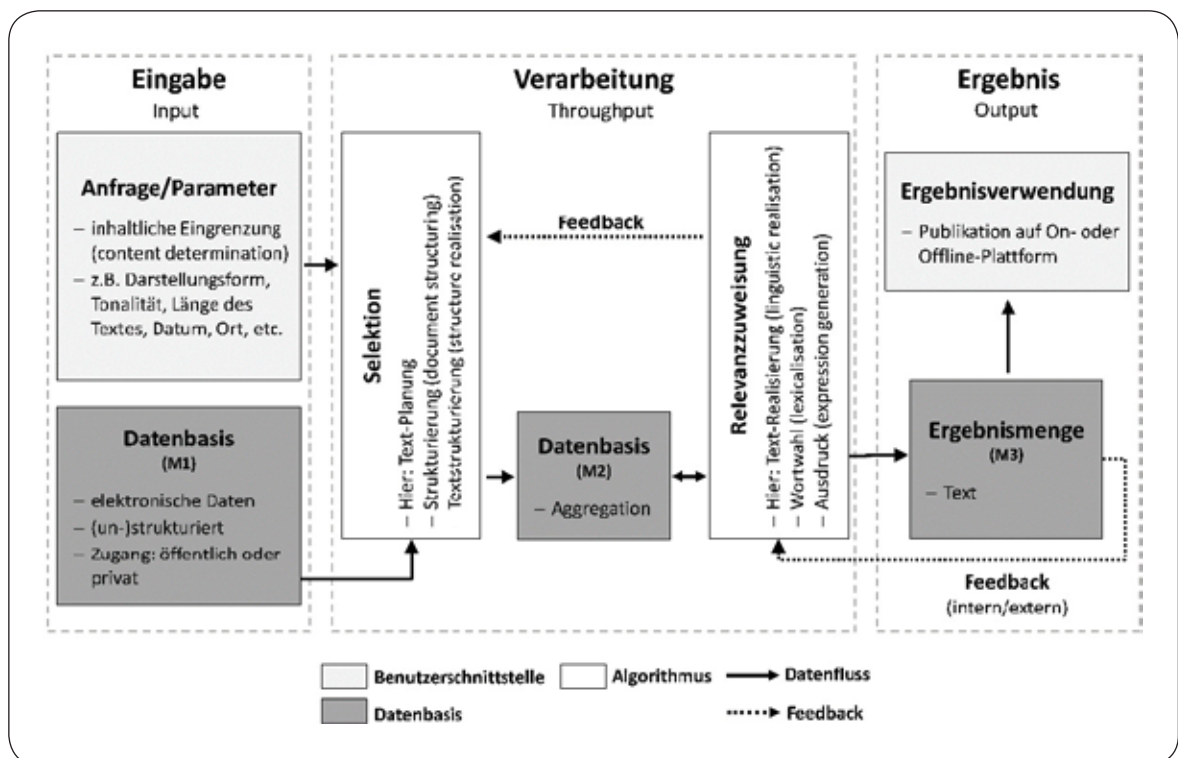 Eingabe
Input
Anfrage/Parameter
– inhaltliche Eingrenzung
(content determination)
– z.B. Darstellungsform,
Tonalität, Länge des
Textes, Datum, Ort, etc.
Datenbasis
(M1)
– elektronische Daten
– (un-)strukturiert
– Zugang: öffentlich oder
privat
Verarbeitung
Throughput
Selektion
– Hier: Text-Planung
– Strukturierung (document structuring)
Textstrukturierung (structure realisation)
Feedback
Datenbasis
(M2)
– Aggregation
Relevanzzuweisung
– Hier: Text-Realisierung (linguistic realisation)
– Wortwahl (lexicalisation)
– Ausdruck (expression generation)
Ergebnis
Output
Ergebnisverwendung
– Publikation auf On- oder
Offline-Plattform
Ergebnismenge
(M3)
– Text
Feedback
(intern/extern)
Benutzerschnittstelle
Algorithmus
Datenfluss
Datenbasis
Feedback